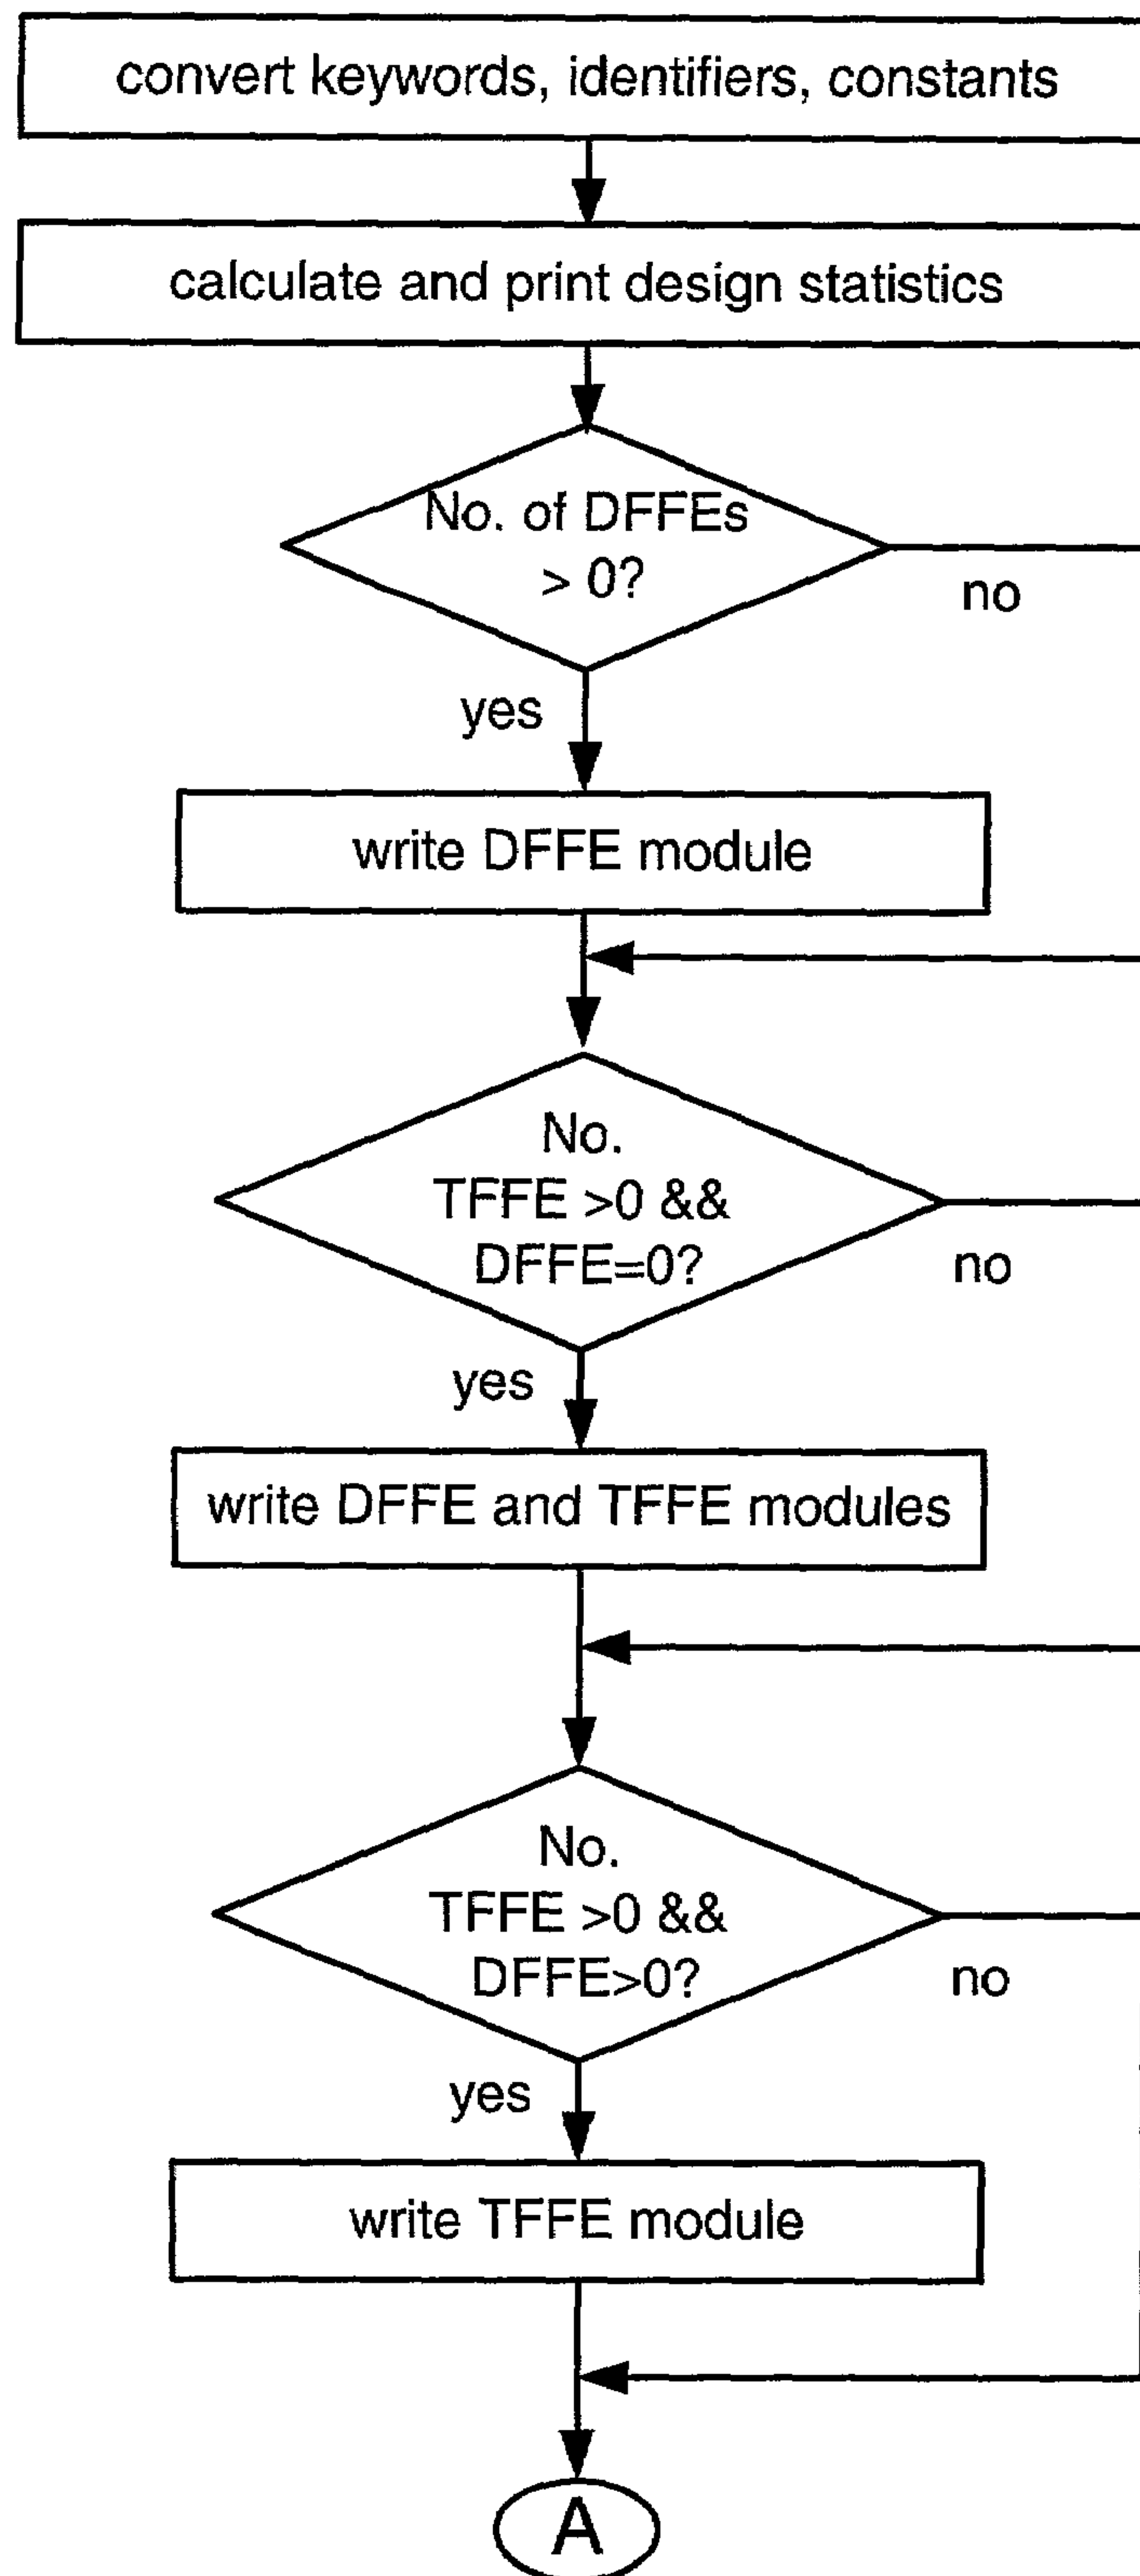 convert keywords, identifiers, constants
calculate and print design statistics
No. of DFFEs
> 0?
no
yes
write DFFE module
No.
TFFE >0 &&
DFFE=0?
no
yes
write DFFE and TFFE modules
No.
TFFE >0 &&
DFFE>0?
no
yes
write TFFE module
A